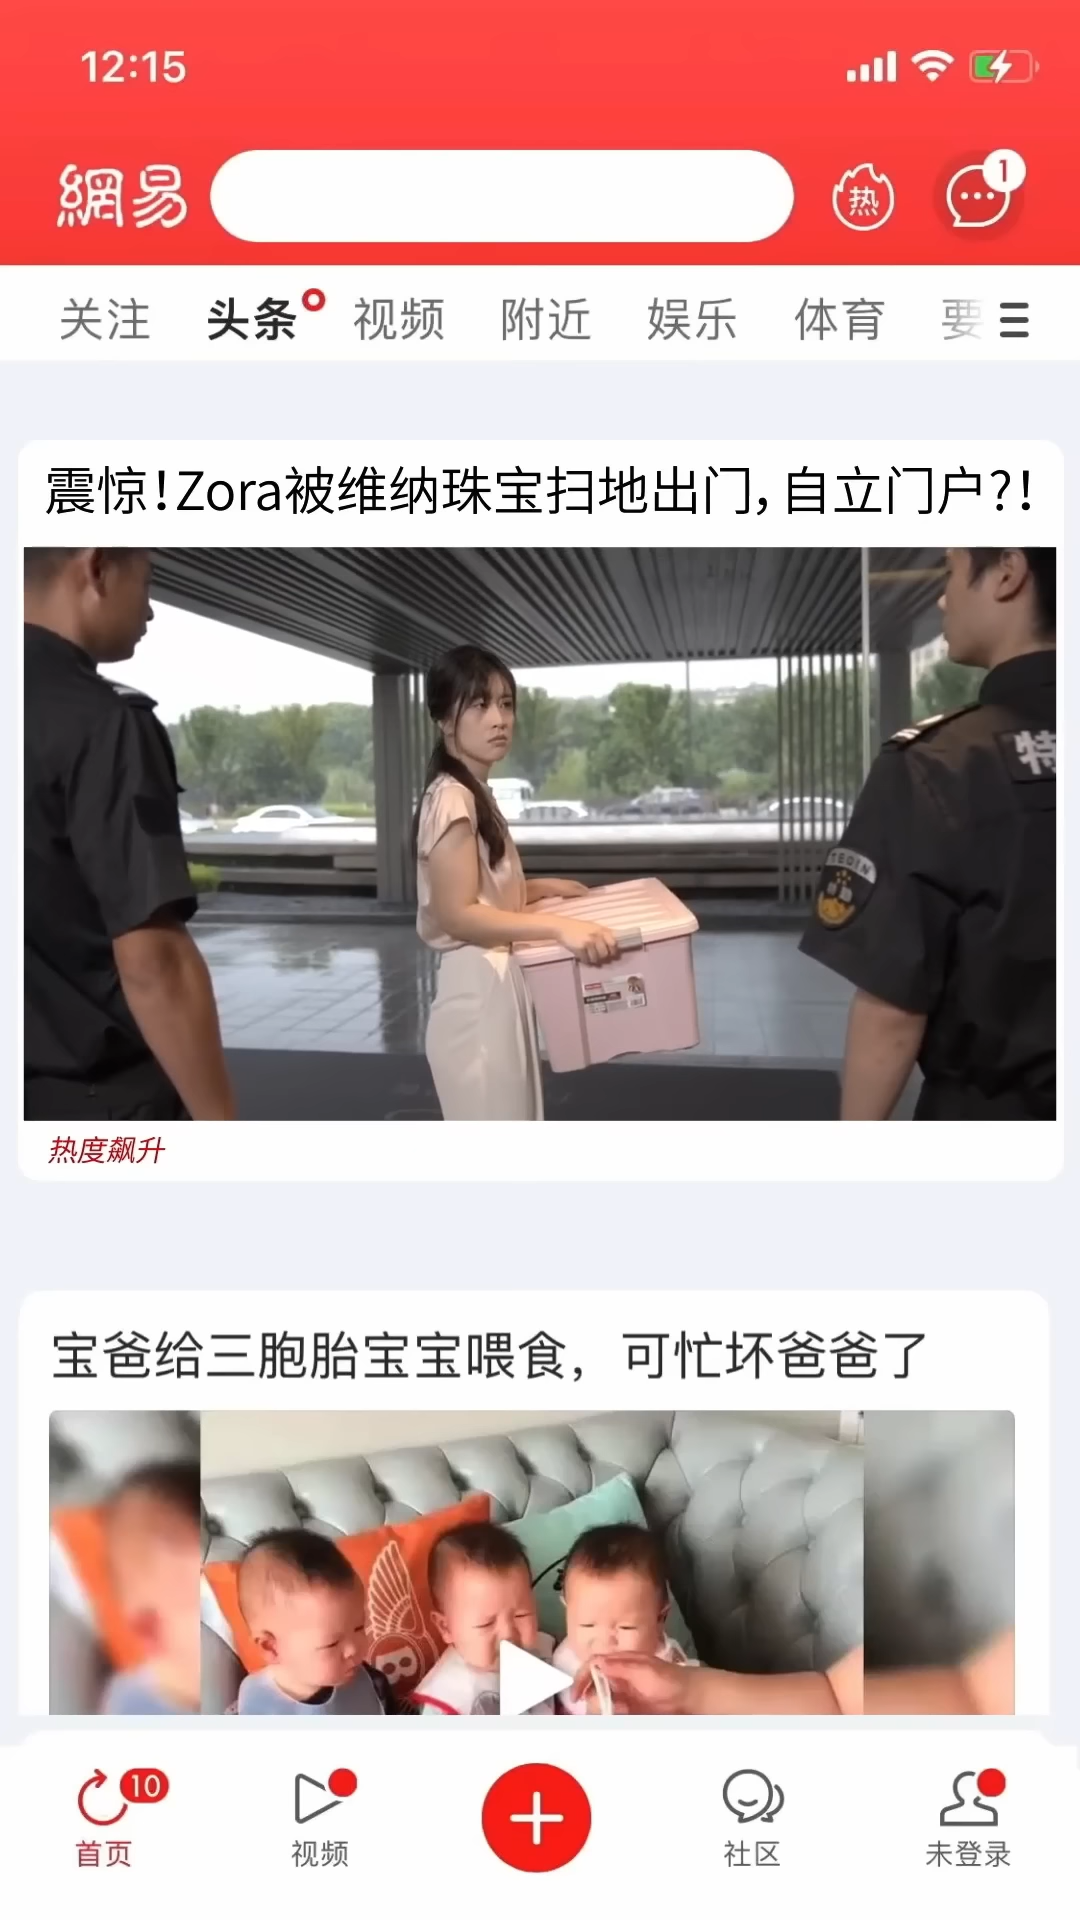 12:15
網易
热
1
关注 头条 视频 附近 娱乐 体育 要
震惊！Zora被维纳珠宝扫地出门，自立门户？！
特
热度飙升
宝爸给三胞胎宝宝喂食，可忙坏爸爸了
10
首页 视频 社区 未登录